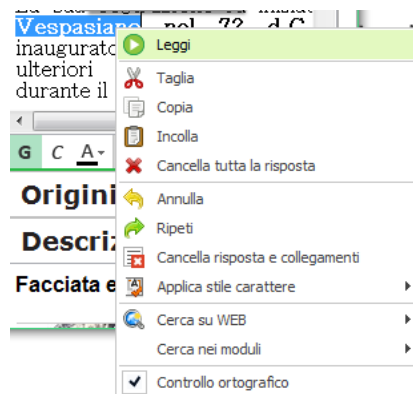 Vespasiano nel 72 d.C
inaugurato
ulteriori
durante il
G C A
Origini
Descriz
Facciata e
Leggi
Taglia
Copia
Incolla
Cancella tutta la risposta
Annulla
Ripeti
Cancella risposta e collegamenti
Applica stile carattere
Cerca su WEB
Cerca nei moduli
Controllo ortografico